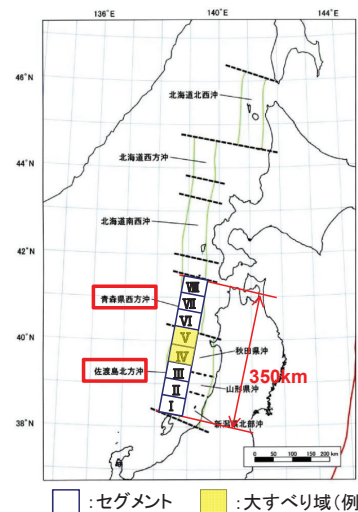 136˚E
140˚E
144˚E
46˚N
北海道北西沖
44˚N
北海道西方沖
北海道南西沖
42˚N
Ⅷ
青森県西方沖
Ⅶ
Ⅵ
40˚N
Ⅴ
秋田県沖
Ⅳ
佐渡島北方沖
Ⅲ
350km
山形県沖
Ⅱ
Ⅰ
38˚N
新潟県北部沖
0 50 100 150 200 km
:セグメント
:大すべり域(例